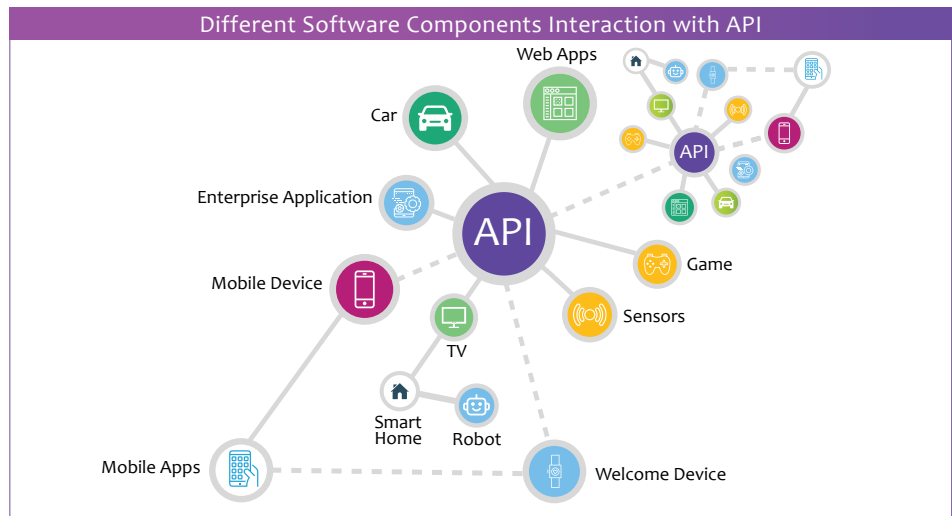 Different Software Components Interaction with API
Web Apps
Car
Enterprise Application
API
API
Mobile Device
Game
Sensors
TV
Smart
Home
Robot
Mobile Apps
Welcome Device